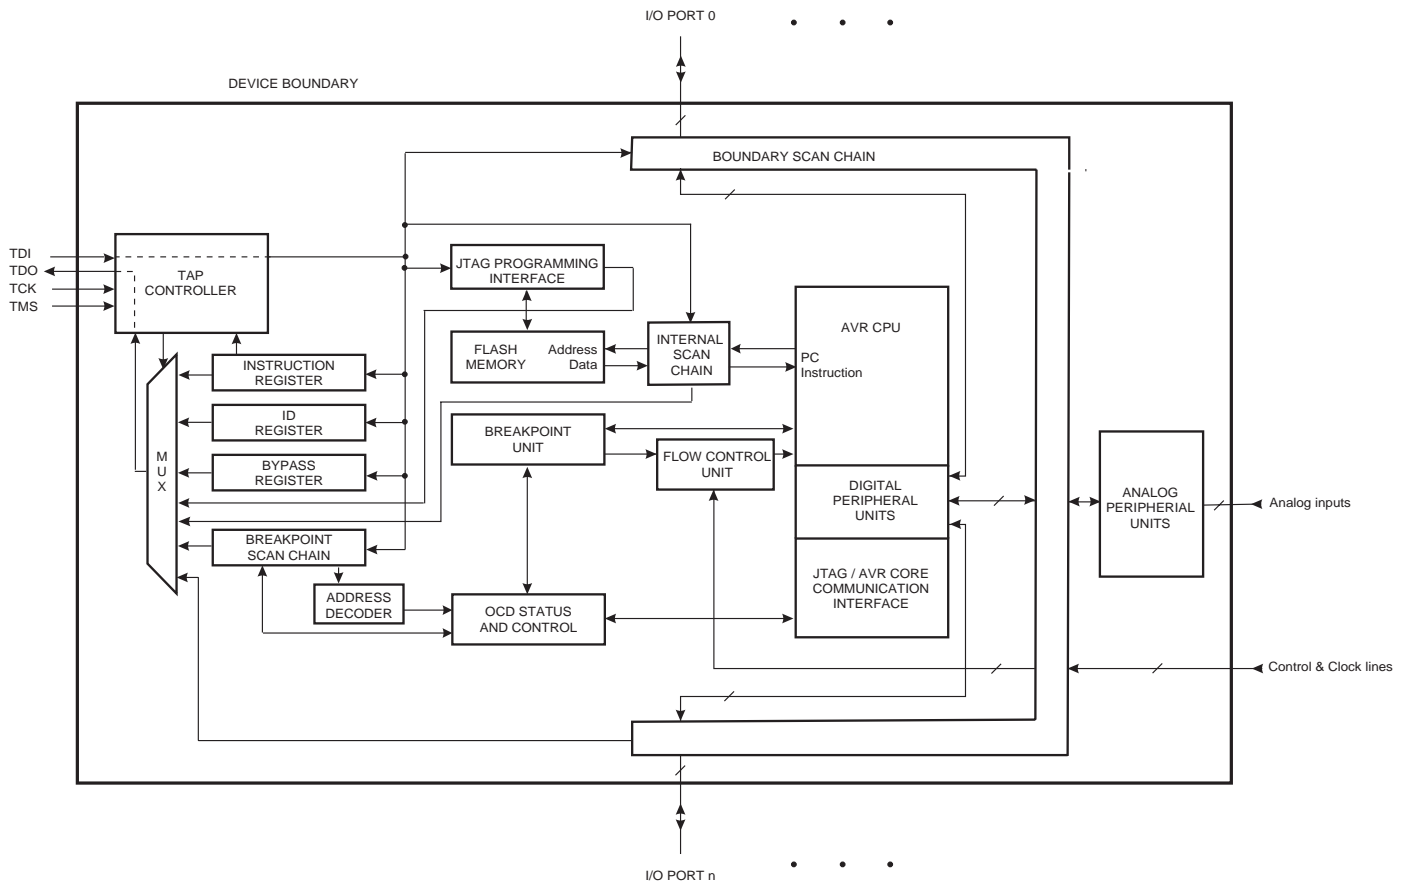 I/O PORT 0
DEVICE BOUNDARY
BOUNDARY SCAN CHAIN
TDI
TDO
TCK
TMS
TAP
CONTROLLER
JTAG PROGRAMMING
INTERFACE
AVR CPU
FLASH
MEMORY
Address
Data
INTERNAL
SCAN
CHAIN
PC
Instruction
INSTRUCTION
REGISTER
ID
REGISTER
BREAKPOINT
UNIT
FLOW CONTROL
UNIT
M
U
X
BYPASS
REGISTER
DIGITAL
PERIPHERAL
UNITS
ANALOG
PERIPHERIAL
UNITS
Analog inputs
BREAKPOINT
SCAN CHAIN
JTAG / AVR CORE
COMMUNICATION
INTERFACE
ADDRESS
DECODER
OCD STATUS
AND CONTROL
Control & Clock lines
I/O PORT n